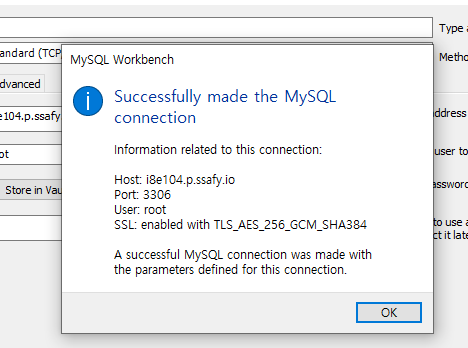 Type a
andard (TCP,
Metho
MySQL Workbench
dvanced
Successfully made the MySQL
connection
e104.p.ssafy
address
Information related to this connection:
ot
user to
Host: i8e104.p.ssafy.io
Port: 3306
Store in Vau
assword
User: root
SSL: enabled with TLS_AES_256_GCM_SHA384
to use a
ct it late
A successful MySQL connection was made with
the parameters defined for this connection.
OK